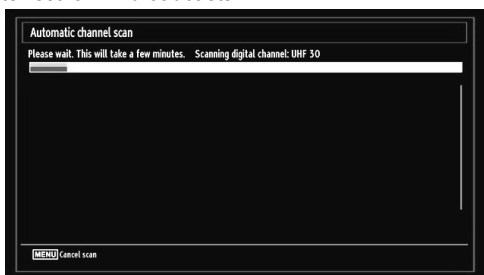 Automatic channel scan
Please wait. This will take a few minutes. Scanning digital channel: UHF 30
MENU Cancel scan